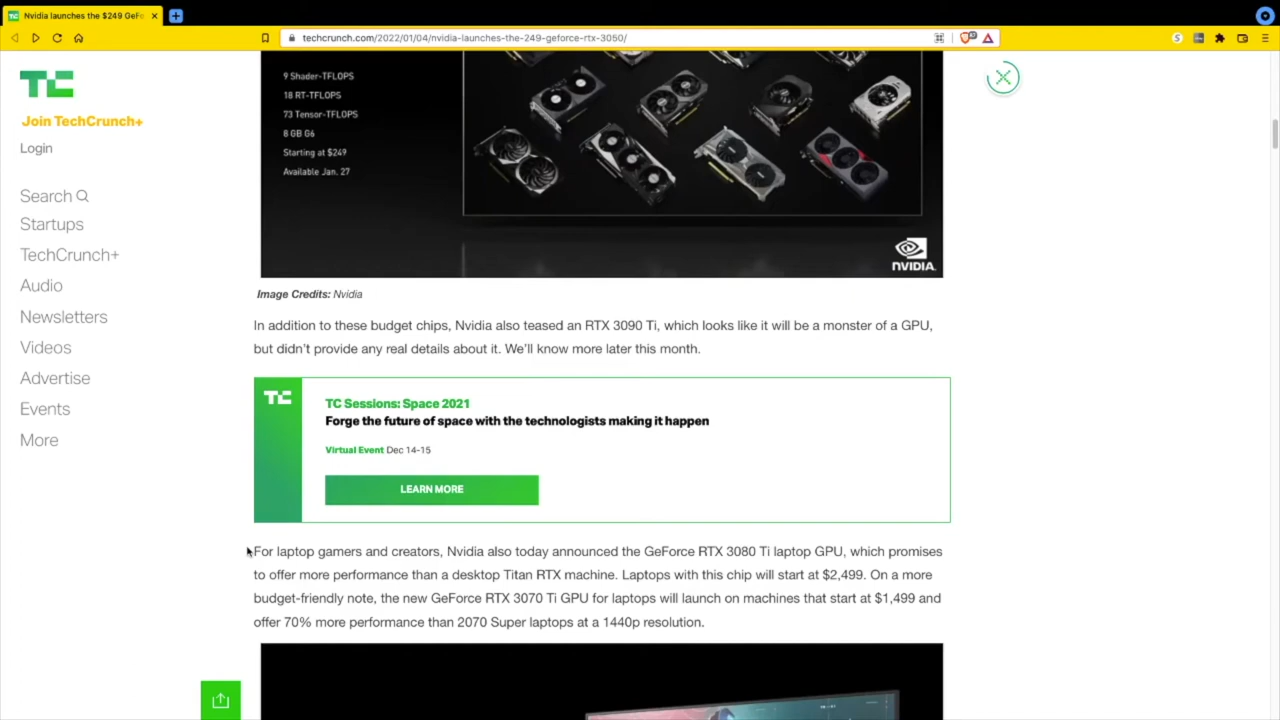 Nvidia launches the $249 GeFo
techcrunch.com/2022/01/04/nvidia-launches-the-249-geforce-rtx-3050/
TC
Join TechCrunch+
Login
Search
Startups
TechCrunch+
Audio
Newsletters
Videos
Advertise
Events
More
9 Shader-TFLOPS
18 RT-TFLOPS
73 Tensor-TFLOPS
8 GB G6
Starting at $249
Available Jan. 27
NVIDIA.
Image Credits: Nvidia
In addition to these budget chips, Nvidia also teased an RTX 3090 Ti, which looks like it will be a monster of a GPU,
but didn't provide any real details about it. We'll know more later this month.
TC
TC Sessions: Space 2021
Forge the future of space with the technologists making it happen
Virtual Event Dec 14-15
LEARN MORE
For laptop gamers and creators, Nvidia also today announced the GeForce RTX 3080 Ti laptop GPU, which promises
to offer more performance than a desktop Titan RTX machine. Laptops with this chip will start at $2,499. On a more
budget-friendly note, the new GeForce RTX 3070 Ti GPU for laptops will launch on machines that start at $1,499 and
offer 70% more performance than 2070 Super laptops at a 1440p resolution.